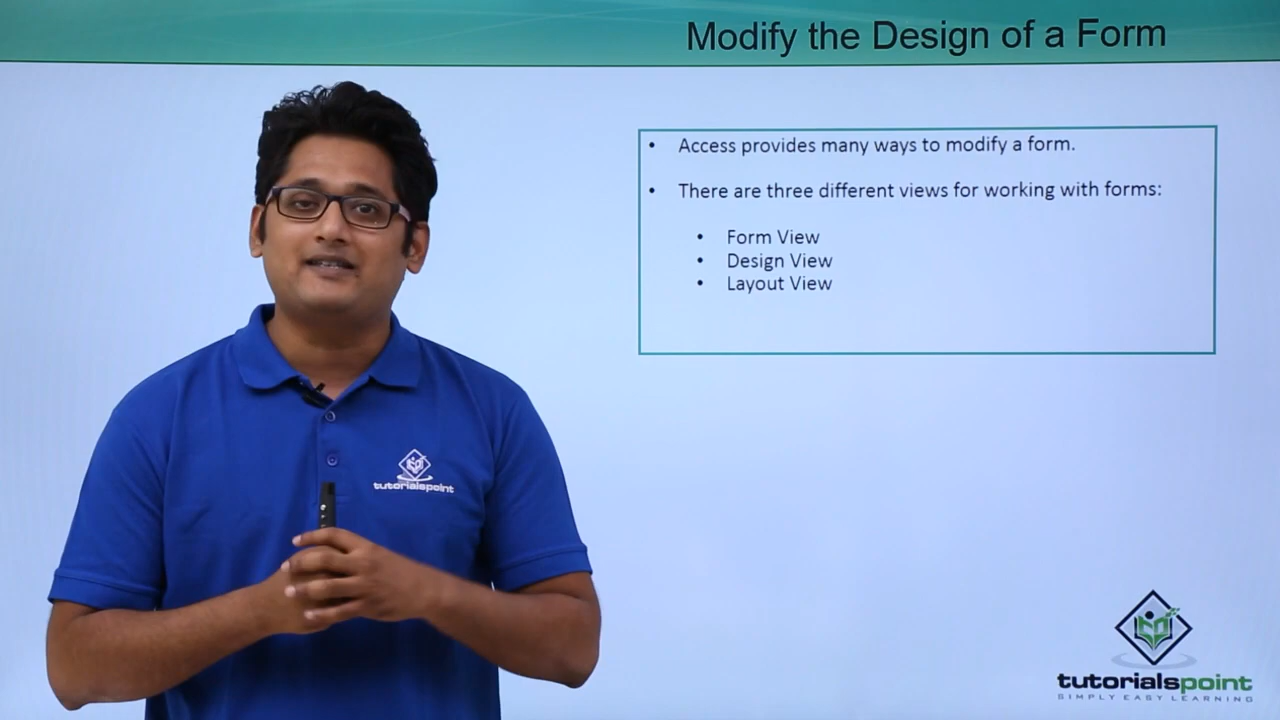 Modify the Design of a Form
• Access provides many ways to modify a form.
• There are three different views for working with forms:
• Form View
• Design View
• Layout View
tutorialspoint
tutorialspoint
SIMPLY EASY LEARNING